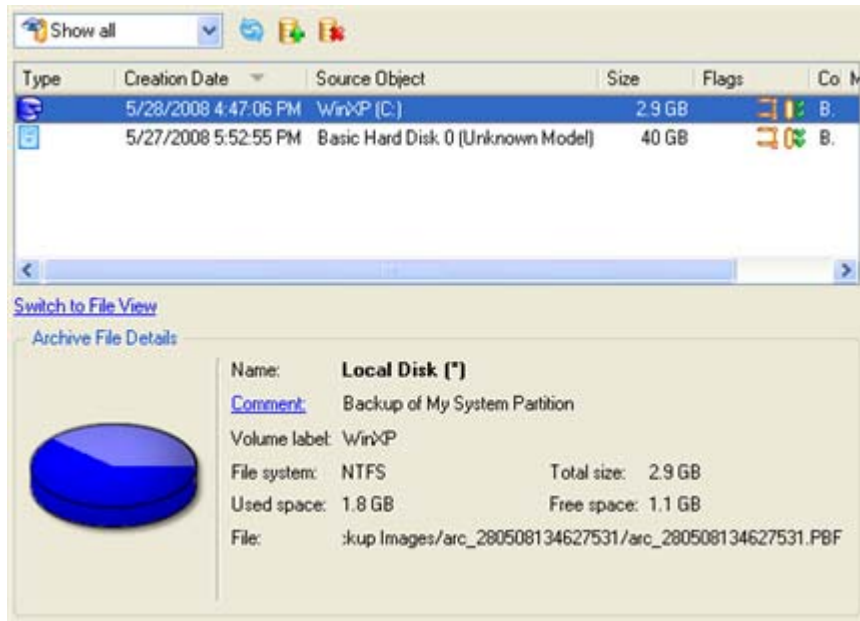 Show all
Type Creation Date Source Object Size Flags Co M
5/28/2008 4:47:06 PM WinXP (C:) 2.9 GB B.
5/27/2008 5:52:55 PM Basic Hard Disk 0 (Unknown Model) 40 GB B.
Switch to File View
Archive File Details
Name: Local Disk (*)
Comment: Backup of My System Partition
Volume label: WinXP
File system: NTFS Total size: 2.9 GB
Used space: 1.8 GB Free space: 1.1 GB
File: :kup Images/arc_280508134627531/arc_280508134627531.PBF